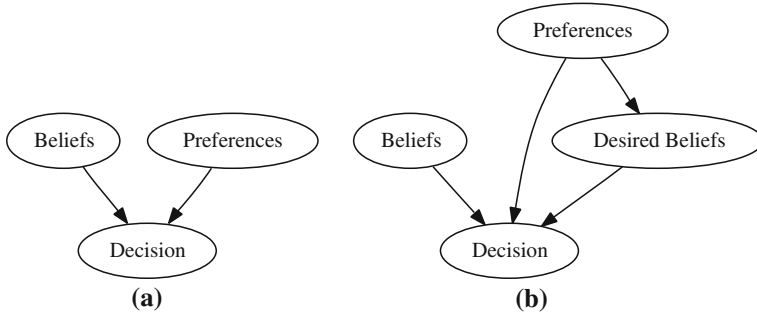 Beliefs
Preferences
Decision
(a)
Preferences
Beliefs
Desired Beliefs
Decision
(b)